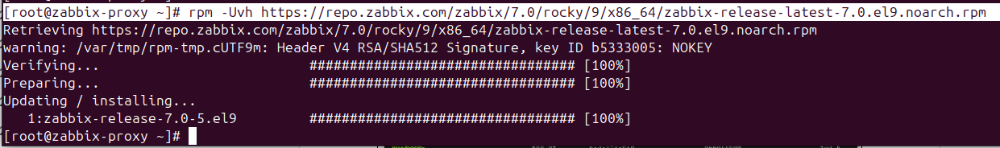 [root@zabbix-proxy ~]# rpm -Uvh https://repo.zabbix.com/zabbix/7.0/rocky/9/x86_64/zabbix-release-latest-7.0.el9.noarch.rpm
Retrieving https://repo.zabbix.com/zabbix/7.0/rocky/9/x86_64/zabbix-release-latest-7.0.el9.noarch.rpm
warning: /var/tmp/rpm-tmp.cUTF9m: Header V4 RSA/SHA512 Signature, key ID b5333005: NOKEY
Verifying... ################################# [100%]
Preparing... ################################# [100%]
Updating / installing...
1:zabbix-release-7.0-5.el9 ################################# [100%]
[root@zabbix-proxy ~]#